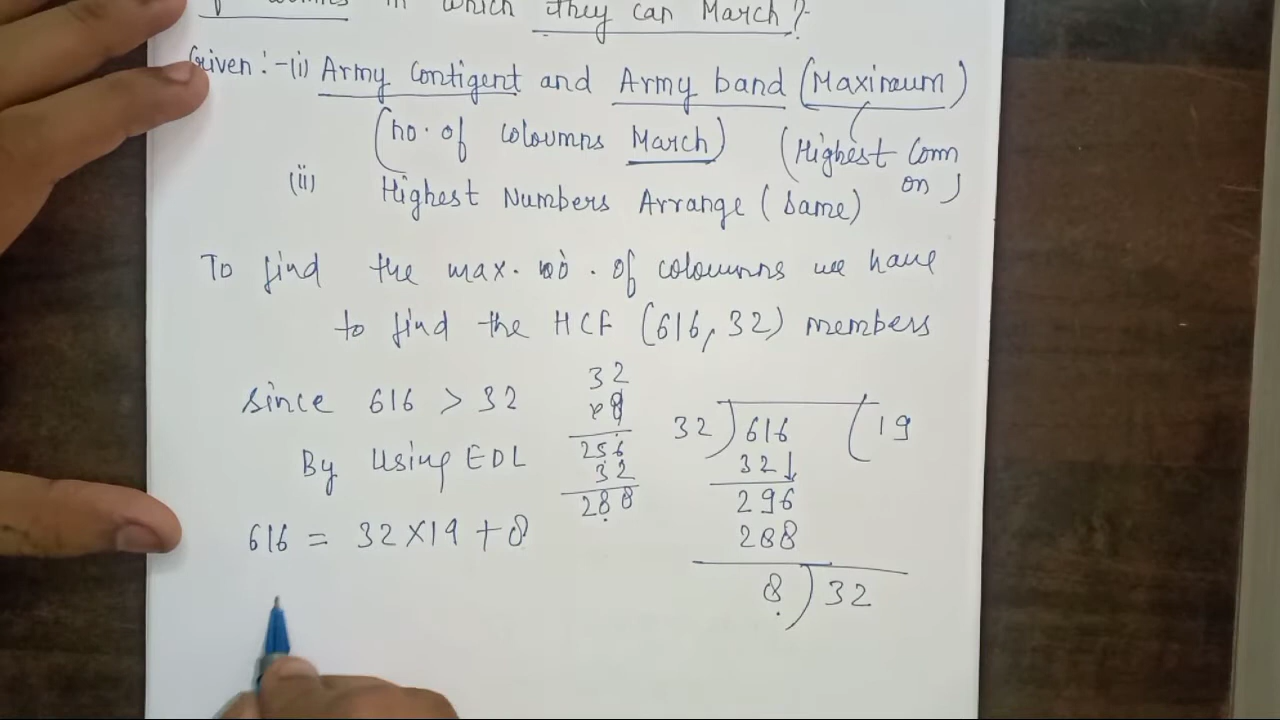 in which they can March?
Given :- (i) Army Contigent and Army band (Maximum)
(no. of coloumns March) (Highest Comm
on)
(ii) Highest Numbers Arrange (Same)
To find the max. no. of coloumns we have
to find the HCF (616, 32) members
since 616 > 32
By Using EDL
616 = 32×19 + 8
32
×9
256
32
288
32) 616 (19
32↓
296
288
8) 32